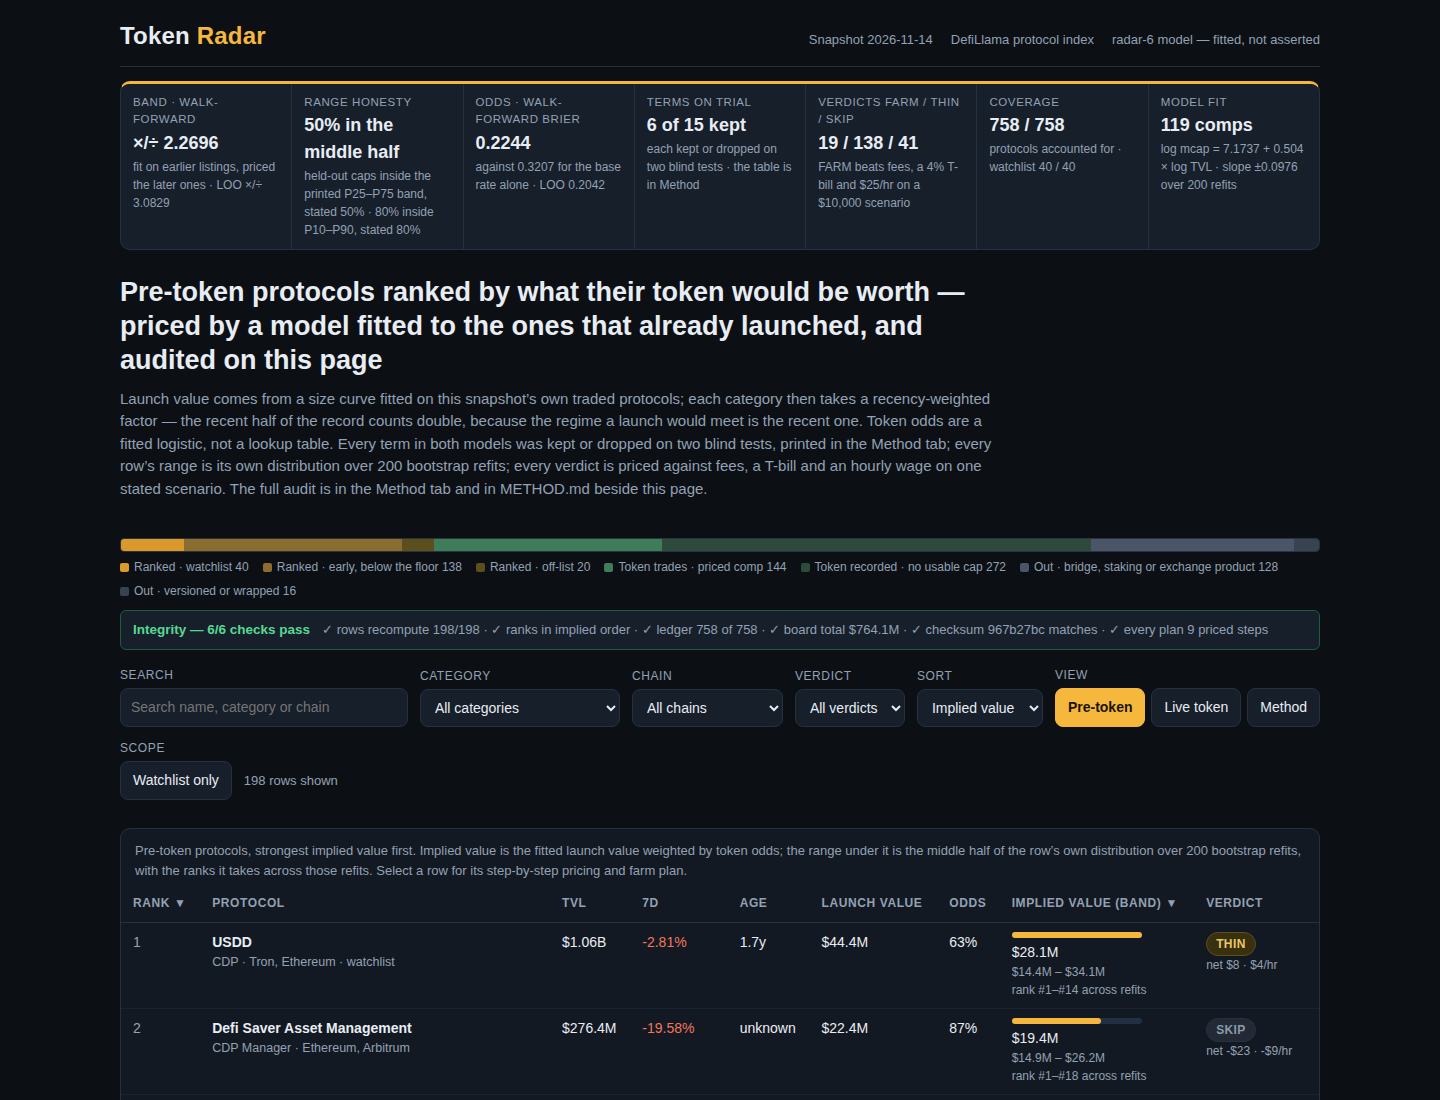 Token Radar
Snapshot 2026-11-14 DefiLlama protocol index radar-6 model — fitted, not asserted
BAND · WALK-
FORWARD
×/÷ 2.2696
fit on earlier listings, priced
the later ones · LOO ×/÷
3.0829
RANGE HONESTY
50% in the
middle half
held-out caps inside the
printed P25–P75 band,
stated 50% · 80% inside
P10–P90, stated 80%
ODDS · WALK-
FORWARD BRIER
0.2244
against 0.3207 for the base
rate alone · LOO 0.2042
TERMS ON TRIAL
6 of 15 kept
each kept or dropped on
two blind tests · the table is
in Method
VERDICTS FARM / THIN
/ SKIP
19 / 138 / 41
FARM beats fees, a 4% T-
bill and $25/hr on a
$10,000 scenario
COVERAGE
758 / 758
protocols accounted for ·
watchlist 40 / 40
MODEL FIT
119 comps
log mcap = 7.1737 + 0.504
× log TVL · slope ±0.0976
over 200 refits
Pre-token protocols ranked by what their token would be worth —
priced by a model fitted to the ones that already launched, and
audited on this page
Launch value comes from a size curve fitted on this snapshot’s own traded protocols; each category then takes a recency-weighted
factor — the recent half of the record counts double, because the regime a launch would meet is the recent one. Token odds are a
fitted logistic, not a lookup table. Every term in both models was kept or dropped on two blind tests, printed in the Method tab; every
row’s range is its own distribution over 200 bootstrap refits; every verdict is priced against fees, a T-bill and an hourly wage on one
stated scenario. The full audit is in the Method tab and in METHOD.md beside this page.
Ranked · watchlist 40 Ranked · early, below the floor 138 Ranked · off-list 20 Token trades · priced comp 144 Token recorded · no usable cap 272 Out · bridge, staking or exchange product 128
Out · versioned or wrapped 16
Integrity — 6/6 checks pass ✓ rows recompute 198/198 · ✓ ranks in implied order · ✓ ledger 758 of 758 · ✓ board total $764.1M · ✓ checksum 967b27bc matches · ✓ every plan 9 priced steps
SEARCH CATEGORY CHAIN VERDICT SORT VIEW
Search name, category or chain All categories All chains All verdicts Implied value Pre-token Live token Method
SCOPE
Watchlist only 198 rows shown
Pre-token protocols, strongest implied value first. Implied value is the fitted launch value weighted by token odds; the range under it is the middle half of the row’s own distribution over 200 bootstrap refits,
with the ranks it takes across those refits. Select a row for its step-by-step pricing and farm plan.
RANK ▼ PROTOCOL TVL 7D AGE LAUNCH VALUE ODDS IMPLIED VALUE (BAND) ▼ VERDICT
1 USDD $1.06B -2.81% 1.7y $44.4M 63% $28.1M THIN
CDP · Tron, Ethereum · watchlist $14.4M – $34.1M net $8 · $4/hr
rank #1–#14 across refits
2 Defi Saver Asset Management $276.4M -19.58% unknown $22.4M 87% $19.4M SKIP
CDP Manager · Ethereum, Arbitrum $14.9M – $26.2M net -$23 · -$9/hr
rank #1–#18 across refits